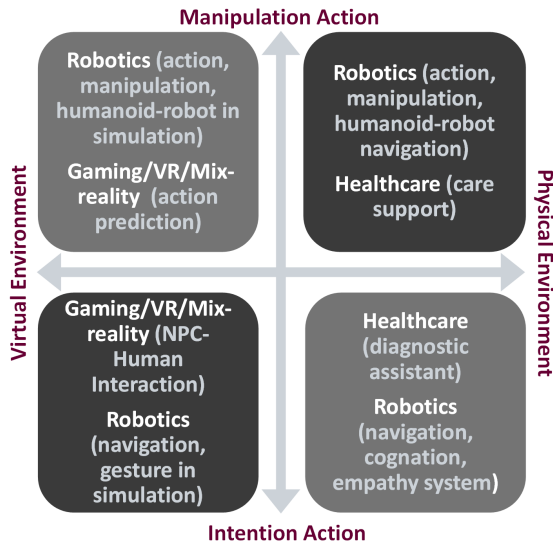 Manipulation Action
Robotics (action,
manipulation,
humanoid-robot in
simulation)
Gaming/VR/Mix-
reality (action
prediction)
Robotics (action,
manipulation,
humanoid-robot
navigation)
Healthcare (care
support)
Virtual Environment
Physical Environment
Gaming/VR/Mix-
reality (NPC-
Human
Interaction)
Robotics
(navigation,
gesture in
simulation)
Healthcare
(diagnostic
assistant)
Robotics
(navigation,
cognation,
empathy system)
Intention Action